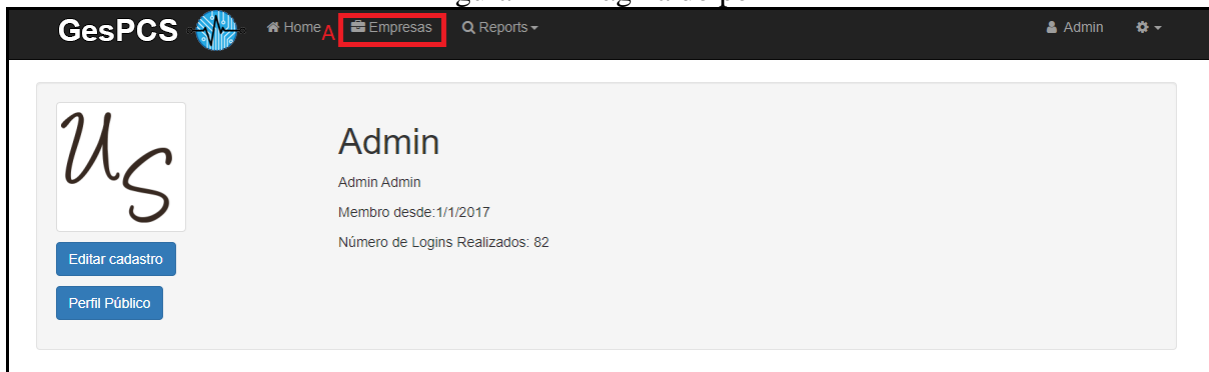 GesPCS Home A Empresas Reports Admin
US
Admin
Admin Admin
Membro desde:1/1/2017
Número de Logins Realizados: 82
Editar cadastro
Perfil Público